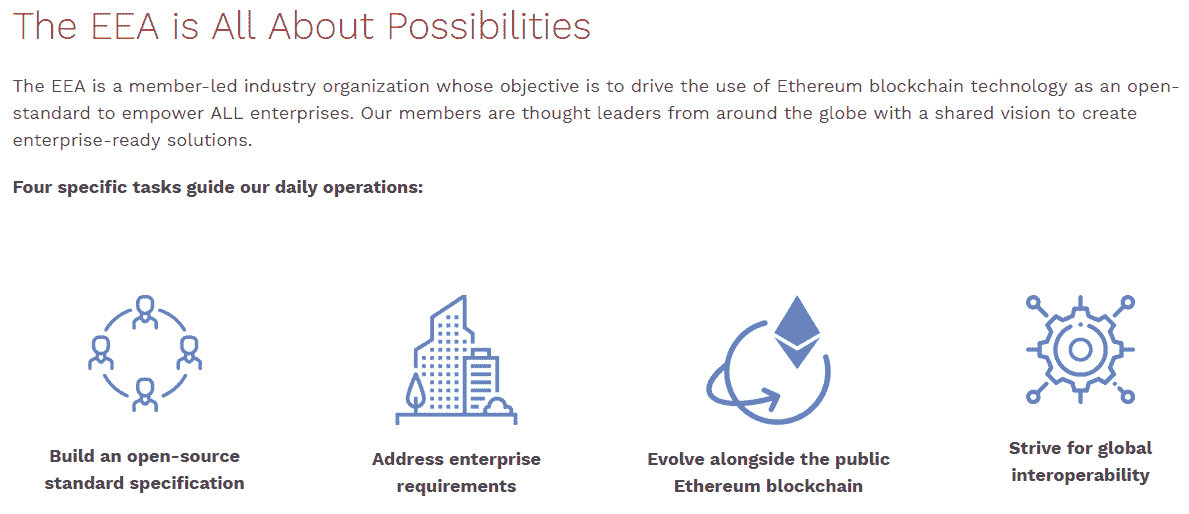 The EEA is All About Possibilities
The EEA is a member-led industry organization whose objective is to drive the use of Ethereum blockchain technology as an open-
standard to empower ALL enterprises. Our members are thought leaders from around the globe with a shared vision to create
enterprise-ready solutions.
Four specific tasks guide our daily operations:
Build an open-source
standard specification
Address enterprise
requirements
Evolve alongside the public
Ethereum blockchain
Strive for global
interoperability